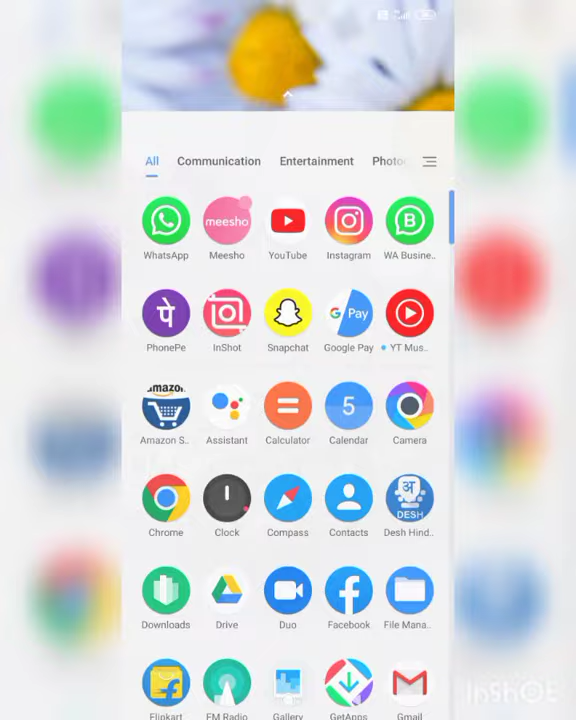 All Communication Entertainment Photo
meesho
WhatsApp Meesho YouTube Instagram WA Busine..
B
पे
G Pay
PhonePe InShot Snapchat Google Pay YT Mus..
amazon
5
Amazon S.. Assistant Calculator Calendar Camera
अ
DESH
Chrome Clock Compass Contacts Desh Hind..
Downloads Drive Duo Facebook File Mana..
Flipkart FM Radio Gallery GetApps Gmail
InShOt